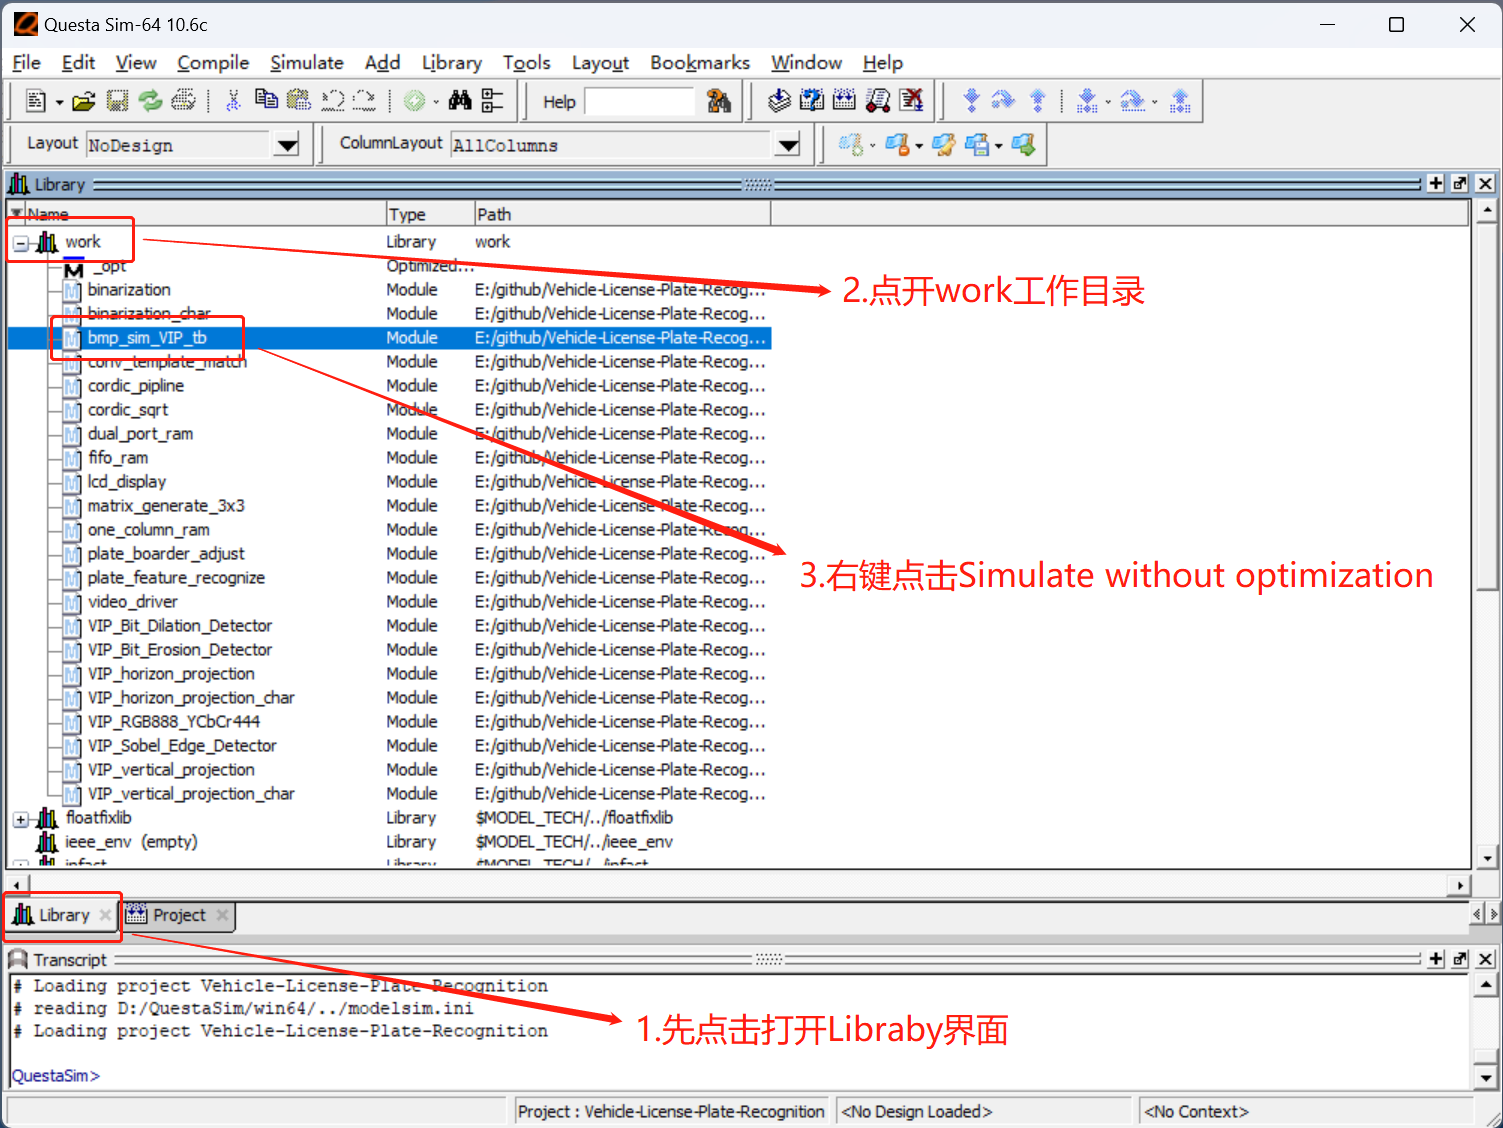 Questa Sim-64 10.6c
File Edit View Compile Simulate Add Library Tools Layout Bookmarks Window Help
Help
Layout NoDesign ColumnLayout AllColumns
Library
Name Type Path
work Library work
_opt Optimized...
binarization Module E:/github/Vehicle-License-Plate-Recog...
binarization_char Module E:/github/Vehicle-License-Plate-Recog...
bmp_sim_VIP_tb Module E:/github/Vehicle-License-Plate-Recog...
conv_template_match Module E:/github/Vehicle-License-Plate-Recog...
cordic_pipline Module E:/github/Vehicle-License-Plate-Recog...
cordic_sqrt Module E:/github/Vehicle-License-Plate-Recog...
dual_port_ram Module E:/github/Vehicle-License-Plate-Recog...
fifo_ram Module E:/github/Vehicle-License-Plate-Recog...
lcd_display Module E:/github/Vehicle-License-Plate-Recog...
matrix_generate_3x3 Module E:/github/Vehicle-License-Plate-Recog...
one_column_ram Module E:/github/Vehicle-License-Plate-Recog...
plate_boarder_adjust Module E:/github/Vehicle-License-Plate-Recog...
plate_feature_recognize Module E:/github/Vehicle-License-Plate-Recog...
video_driver Module E:/github/Vehicle-License-Plate-Recog...
VIP_Bit_Dilation_Detector Module E:/github/Vehicle-License-Plate-Recog...
VIP_Bit_Erosion_Detector Module E:/github/Vehicle-License-Plate-Recog...
VIP_horizon_projection Module E:/github/Vehicle-License-Plate-Recog...
VIP_horizon_projection_char Module E:/github/Vehicle-License-Plate-Recog...
VIP_RGB888_YCbCr444 Module E:/github/Vehicle-License-Plate-Recog...
VIP_Sobel_Edge_Detector Module E:/github/Vehicle-License-Plate-Recog...
VIP_vertical_projection Module E:/github/Vehicle-License-Plate-Recog...
VIP_vertical_projection_char Module E:/github/Vehicle-License-Plate-Recog...
floatfixlib Library $MODEL_TECH/../floatfixlib
ieee_env (empty) Library $MODEL_TECH/../ieee_env
infact Library $MODEL_TECH/../infact
2.点开work工作目录
3.右键点击Simulate without optimization
Library Project
Transcript
# Loading project Vehicle-License-Plate-Recognition
# reading D:/QuestaSim/win64/../modelsim.ini
# Loading project Vehicle-License-Plate-Recognition
1.先点击打开Libraby界面
QuestaSim>
Project : Vehicle-License-Plate-Recognition <No Design Loaded> <No Context>